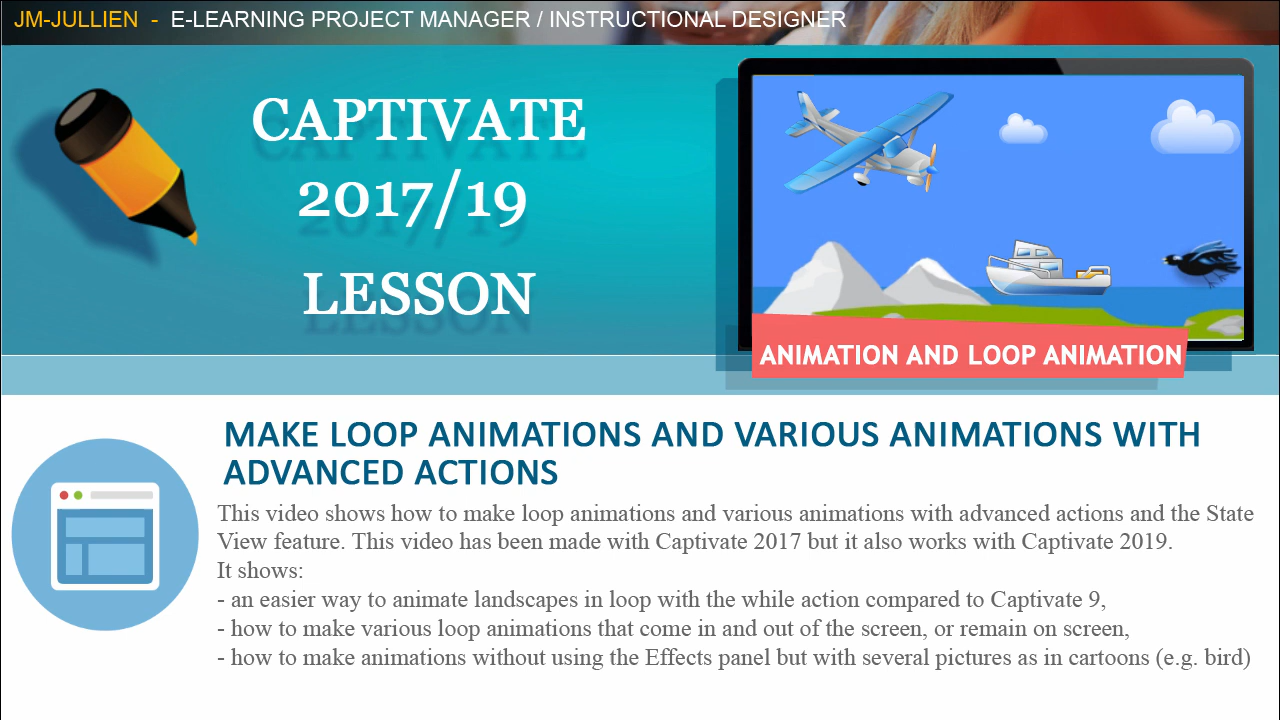 JM-JULLIEN - E-LEARNING PROJECT MANAGER / INSTRUCTIONAL DESIGNER
CAPTIVATE
2017/19
LESSON
ANIMATION AND LOOP ANIMATION
MAKE LOOP ANIMATIONS AND VARIOUS ANIMATIONS WITH
ADVANCED ACTIONS
This video shows how to make loop animations and various animations with advanced actions and the State
View feature. This video has been made with Captivate 2017 but it also works with Captivate 2019.
It shows:
- an easier way to animate landscapes in loop with the while action compared to Captivate 9,
- how to make various loop animations that come in and out of the screen, or remain on screen,
- how to make animations without using the Effects panel but with several pictures as in cartoons (e.g. bird)